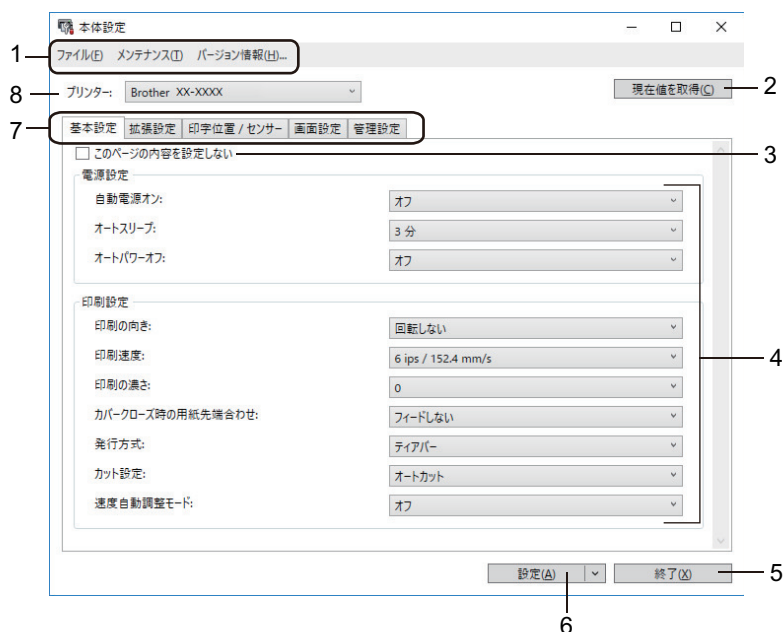 本体設定
1 ファイル(F) メンテナンス(T) バージョン情報(H)...
8 プリンター: Brother XX-XXXX 現在値を取得(C) 2
7 基本設定 拡張設定 印字位置 / センサー 画面設定 管理設定
このページの内容を設定しない 3
電源設定
自動電源オン: オフ
オートスリープ: 3 分
オートパワーオフ: オフ
印刷設定
印刷の向き: 回転しない
印刷速度: 6 ips / 152.4 mm/s 4
印刷の濃さ: 0
カバークローズ時の用紙先端合わせ: フィードしない
発行方式: ティアバー
カット設定: オートカット
速度自動調整モード: オフ
設定(A) 終了(X) 5
6